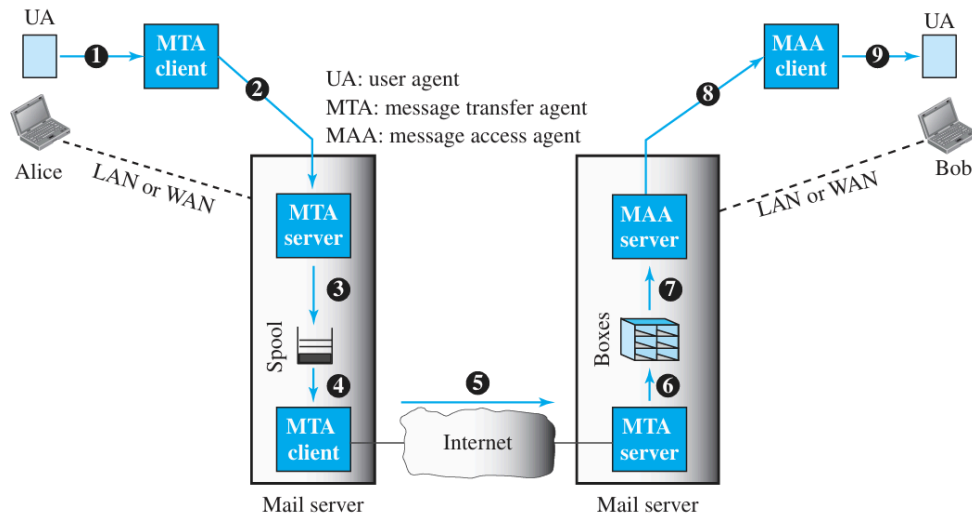 UA
1
MTA
client
2
UA: user agent
MTA: message transfer agent
MAA: message access agent
8
MAA
client
9
UA
Alice
LAN or WAN
LAN or WAN
Bob
MTA
server
3
Spool
4
MTA
client
Mail server
5
Internet
MAA
server
7
Boxes
6
MTA
server
Mail server